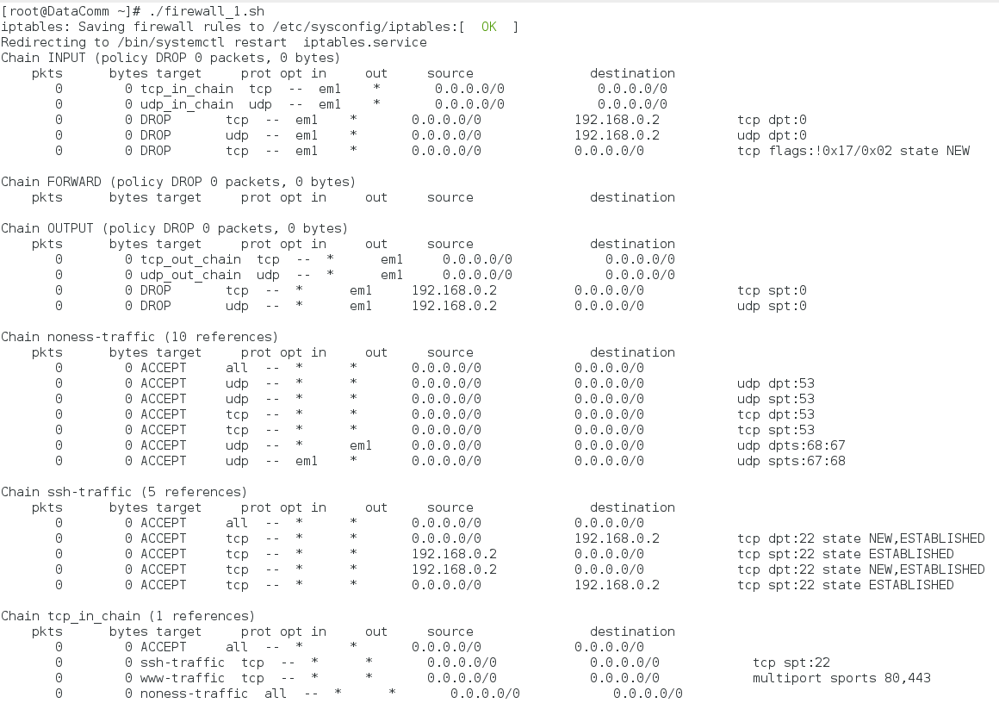 [root@DataComm ~]# ./firewall_1.sh
iptables: Saving firewall rules to /etc/sysconfig/iptables:[  OK  ]
Redirecting to /bin/systemctl restart  iptables.service
Chain INPUT (policy DROP 0 packets, 0 bytes)
    pkts      bytes target     prot opt in     out     source               destination
       0        0 tcp_in_chain  tcp  --  em1    *       0.0.0.0/0            0.0.0.0/0
       0        0 udp_in_chain  udp  --  em1    *       0.0.0.0/0            0.0.0.0/0
       0        0 DROP       tcp  --  em1    *       0.0.0.0/0            192.168.0.2          tcp dpt:0
       0        0 DROP       udp  --  em1    *       0.0.0.0/0            192.168.0.2          udp dpt:0
       0        0 DROP       tcp  --  em1    *       0.0.0.0/0            0.0.0.0/0            tcp flags:!0x17/0x02 state NEW
Chain FORWARD (policy DROP 0 packets, 0 bytes)
    pkts      bytes target     prot opt in     out     source               destination
Chain OUTPUT (policy DROP 0 packets, 0 bytes)
    pkts      bytes target     prot opt in     out     source               destination
       0        0 tcp_out_chain  tcp  --  *      em1     0.0.0.0/0            0.0.0.0/0
       0        0 udp_out_chain  udp  --  *      em1     0.0.0.0/0            0.0.0.0/0
       0        0 DROP       tcp  --  *      em1     192.168.0.2          0.0.0.0/0            tcp spt:0
       0        0 DROP       udp  --  *      em1     192.168.0.2          0.0.0.0/0            udp spt:0
Chain noness-traffic (10 references)
    pkts      bytes target     prot opt in     out     source               destination
       0        0 ACCEPT     all  --  *      *       0.0.0.0/0            0.0.0.0/0
       0        0 ACCEPT     udp  --  *      *       0.0.0.0/0            0.0.0.0/0            udp dpt:53
       0        0 ACCEPT     udp  --  *      *       0.0.0.0/0            0.0.0.0/0            udp spt:53
       0        0 ACCEPT     tcp  --  *      *       0.0.0.0/0            0.0.0.0/0            tcp dpt:53
       0        0 ACCEPT     tcp  --  *      *       0.0.0.0/0            0.0.0.0/0            tcp spt:53
       0        0 ACCEPT     udp  --  *      em1     0.0.0.0/0            0.0.0.0/0            udp dpts:68:67
       0        0 ACCEPT     udp  --  em1    *       0.0.0.0/0            0.0.0.0/0            udp spts:67:68
Chain ssh-traffic (5 references)
    pkts      bytes target     prot opt in     out     source               destination
       0        0 ACCEPT     all  --  *      *       0.0.0.0/0            0.0.0.0/0
       0        0 ACCEPT     tcp  --  *      *       0.0.0.0/0            192.168.0.2          tcp dpt:22 state NEW,ESTABLISHED
       0        0 ACCEPT     tcp  --  *      *       192.168.0.2          0.0.0.0/0            tcp spt:22 state ESTABLISHED
       0        0 ACCEPT     tcp  --  *      *       192.168.0.2          0.0.0.0/0            tcp dpt:22 state NEW,ESTABLISHED
       0        0 ACCEPT     tcp  --  *      *       0.0.0.0/0            192.168.0.2          tcp spt:22 state ESTABLISHED
Chain tcp_in_chain (1 references)
    pkts      bytes target     prot opt in     out     source               destination
       0        0 ACCEPT     all  --  *      *       0.0.0.0/0            0.0.0.0/0
       0        0 ssh-traffic  tcp  --  *      *       0.0.0.0/0            0.0.0.0/0            tcp spt:22
       0        0 www-traffic  tcp  --  *      *       0.0.0.0/0            0.0.0.0/0            multiport sports 80,443
       0        0 noness-traffic  all  --  *      *       0.0.0.0/0            0.0.0.0/0